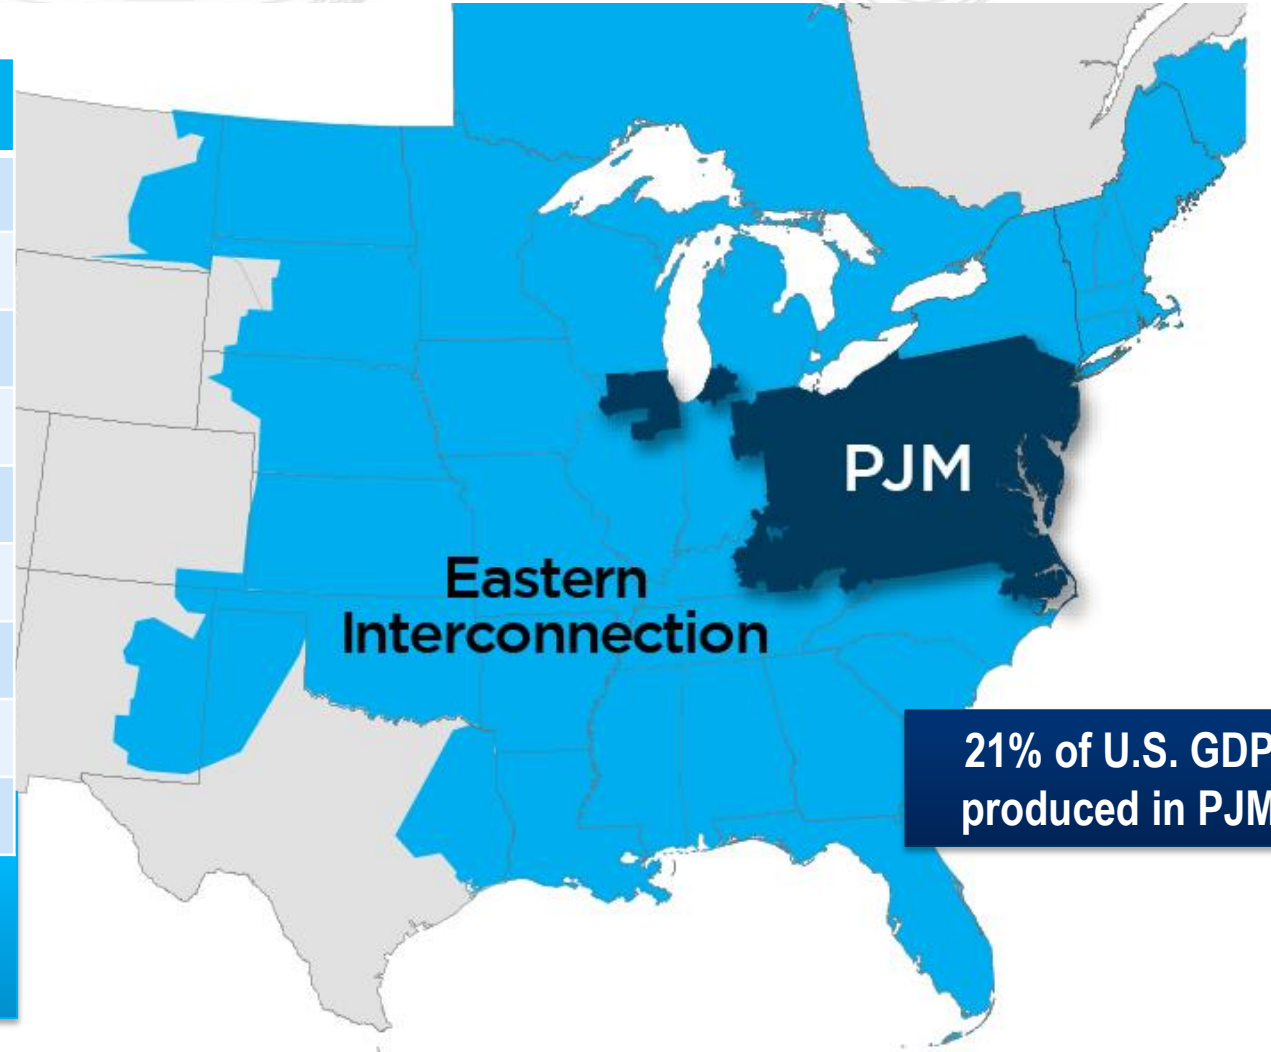 PJM
Eastern
Interconnection
21% of U.S. GDP
produced in PJM